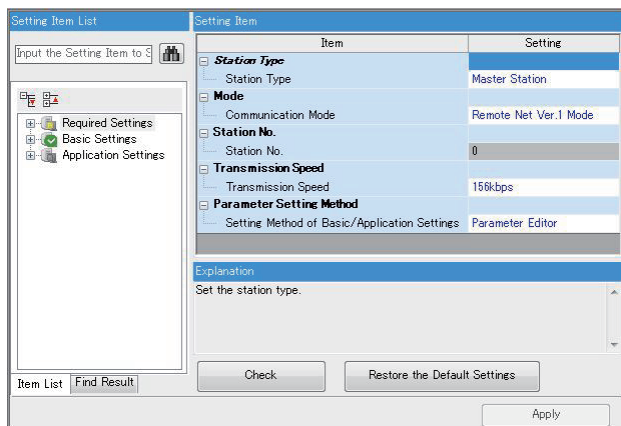 Setting Item List
Input the Setting Item to S
Required Settings
Basic Settings
Application Settings
Item List
Find Result
Setting Item
Item Setting
Station Type
Station Type Master Station
Mode
Communication Mode Remote Net Ver.1 Mode
Station No.
Station No. 0
Transmission Speed
Transmission Speed 156kbps
Parameter Setting Method
Setting Method of Basic/Application Settings Parameter Editor
Explanation
Set the station type.
Check Restore the Default Settings
Apply